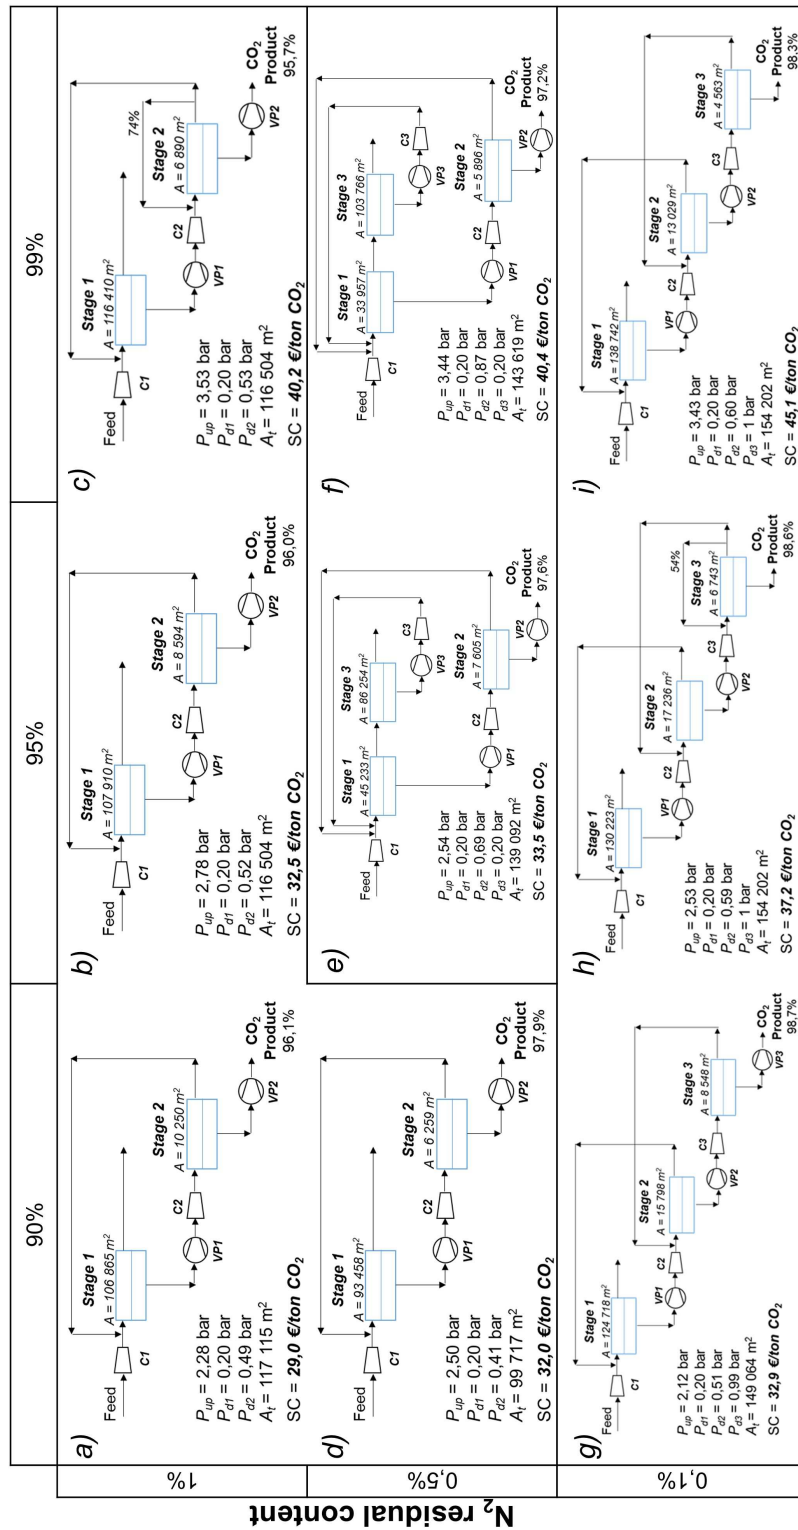 90%
95%
99%
N2 residual content
1%
a)
Feed
C1
Stage 1
A = 106 865 m²
VP1
C2
Stage 2
A = 10 250 m²
VP2
CO2
Product
96,1%
Pup = 2,28 bar
Pd1 = 0,20 bar
Pd2 = 0,49 bar
At = 117 115 m²
SC = 29,0 €/ton CO2
b)
Feed
C1
Stage 1
A = 107 910 m²
VP1
C2
Stage 2
A = 8 594 m²
VP2
CO2
Product
96,0%
Pup = 2,78 bar
Pd1 = 0,20 bar
Pd2 = 0,52 bar
At = 116 504 m²
SC = 32,5 €/ton CO2
c)
Feed
C1
Stage 1
A = 116 410 m²
VP1
C2
74%
Stage 2
A = 6 890 m²
VP2
CO2
Product
95,7%
Pup = 3,53 bar
Pd1 = 0,20 bar
Pd2 = 0,53 bar
At = 116 504 m²
SC = 40,2 €/ton CO2
0,5%
d)
Feed
C1
Stage 1
A = 93 458 m²
VP1
C2
Stage 2
A = 6 259 m²
VP2
CO2
Product
97,9%
Pup = 2,50 bar
Pd1 = 0,20 bar
Pd2 = 0,41 bar
At = 99 717 m²
SC = 32,0 €/ton CO2
e)
Feed
C1
Stage 1
A = 45 233 m²
Stage 3
A = 86 254 m²
VP3
C3
VP1
C2
Stage 2
A = 7 605 m²
VP2
CO2
Product
97,6%
Pup = 2,54 bar
Pd1 = 0,20 bar
Pd2 = 0,69 bar
Pd3 = 0,20 bar
At = 139 092 m²
SC = 33,5 €/ton CO2
f)
Feed
C1
Stage 1
A = 33 957 m²
Stage 3
A = 103 766 m²
VP3
C3
VP1
C2
Stage 2
A = 5 896 m²
VP2
CO2
Product
97,2%
Pup = 3,44 bar
Pd1 = 0,20 bar
Pd2 = 0,87 bar
Pd3 = 0,20 bar
At = 143 619 m²
SC = 40,4 €/ton CO2
0,1%
g)
Feed
C1
Stage 1
A = 124 718 m²
VP1
C2
Stage 2
A = 15 798 m²
VP2
C3
Stage 3
A = 8 548 m²
VP3
CO2
Product
98,7%
Pup = 2,12 bar
Pd1 = 0,20 bar
Pd2 = 0,51 bar
Pd3 = 0,99 bar
At = 149 064 m²
SC = 32,9 €/ton CO2
h)
Feed
C1
Stage 1
A = 130 223 m²
VP1
C2
Stage 2
A = 17 236 m²
VP2
C3
54%
Stage 3
A = 6 743 m²
CO2
Product
98,6%
Pup = 2,53 bar
Pd1 = 0,20 bar
Pd2 = 0,59 bar
Pd3 = 1 bar
At = 154 202 m²
SC = 37,2 €/ton CO2
i)
Feed
C1
Stage 1
A = 138 742 m²
VP1
C2
Stage 2
A = 13 029 m²
VP2
C3
Stage 3
A = 4 563 m²
CO2
Product
98,3%
Pup = 3,43 bar
Pd1 = 0,20 bar
Pd2 = 0,60 bar
Pd3 = 1 bar
At = 154 202 m²
SC = 45,1 €/ton CO2